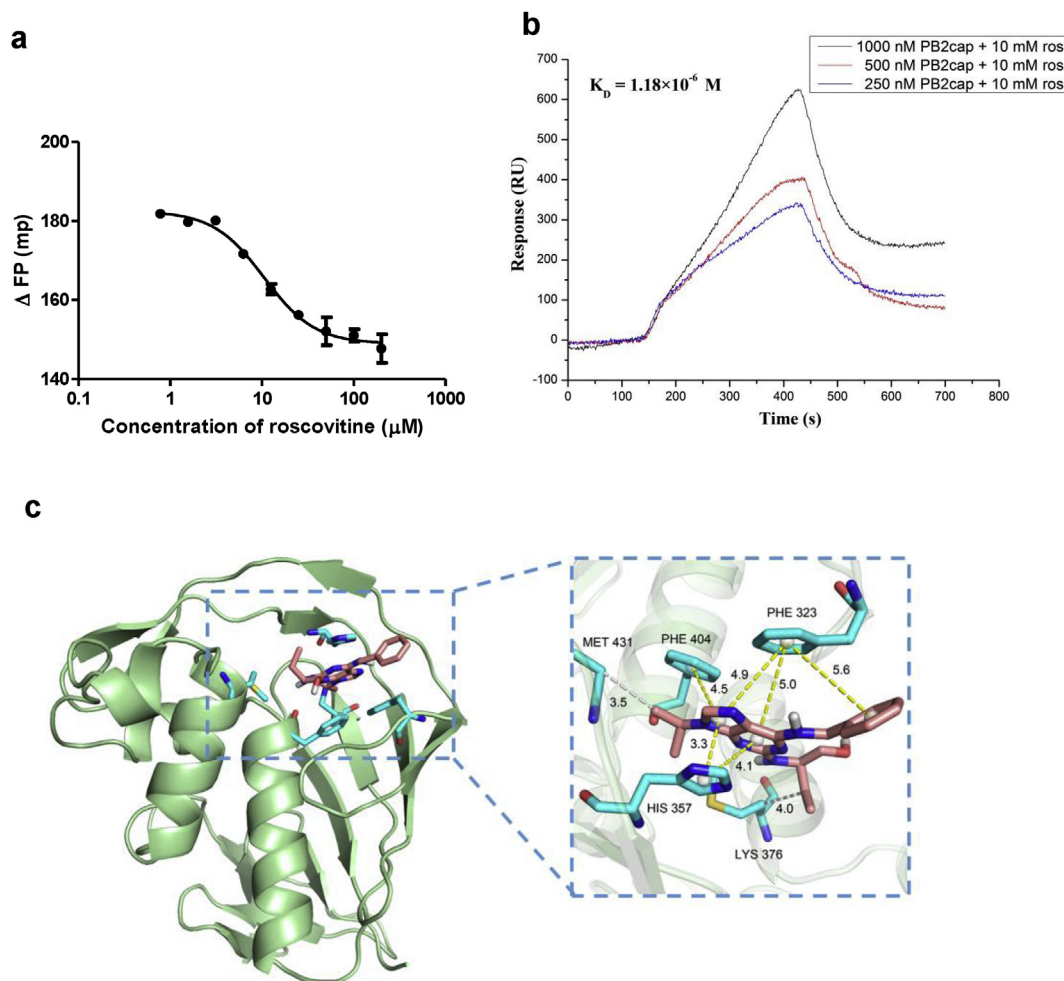 a
200
180
160
140
0.1
1
10
100
1000
Δ FP (mp)
Concentration of roscovitine (μM)
b
K_D = 1.18×10⁻⁶ M
1000 nM PB2cap + 10 mM ros
500 nM PB2cap + 10 mM ros
250 nM PB2cap + 10 mM ros
700
600
500
400
300
200
100
0
-100
0
100
200
300
400
500
600
700
800
Response (RU)
Time (s)
c
PHE 323
MET 431
PHE 404
4.9
5.6
4.5
5.0
3.5
3.3
4.1
HIS 357
4.0
LYS 376